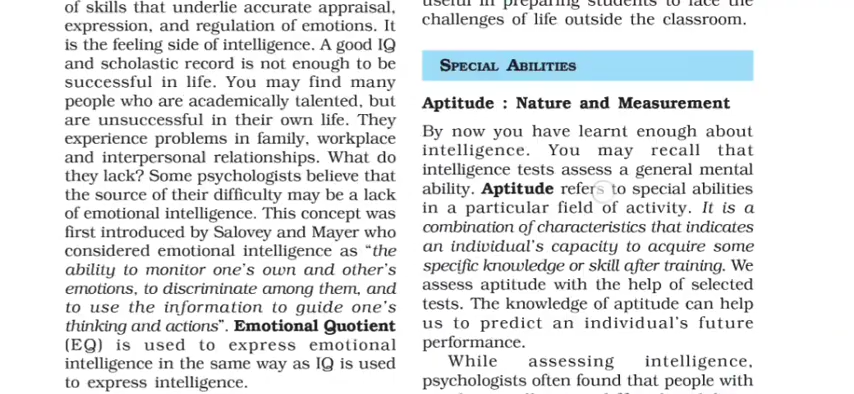 of skills that underlie accurate appraisal,
expression, and regulation of emotions. It
is the feeling side of intelligence. A good IQ
and scholastic record is not enough to be
successful in life. You may find many
people who are academically talented, but
are unsuccessful in their own life. They
experience problems in family, workplace
and interpersonal relationships. What do
they lack? Some psychologists believe that
the source of their difficulty may be a lack
of emotional intelligence. This concept was
first introduced by Salovey and Mayer who
considered emotional intelligence as “the
ability to monitor one’s own and other’s
emotions, to discriminate among them, and
to use the information to guide one’s
thinking and actions”. Emotional Quotient
(EQ) is used to express emotional
intelligence in the same way as IQ is used
to express intelligence.
useful in preparing students to face the
challenges of life outside the classroom.
SPECIAL ABILITIES
Aptitude : Nature and Measurement
By now you have learnt enough about
intelligence. You may recall that
intelligence tests assess a general mental
ability. Aptitude refers to special abilities
in a particular field of activity. It is a
combination of characteristics that indicates
an individual’s capacity to acquire some
specific knowledge or skill after training. We
assess aptitude with the help of selected
tests. The knowledge of aptitude can help
us to predict an individual’s future
performance.
While assessing intelligence,
psychologists often found that people with